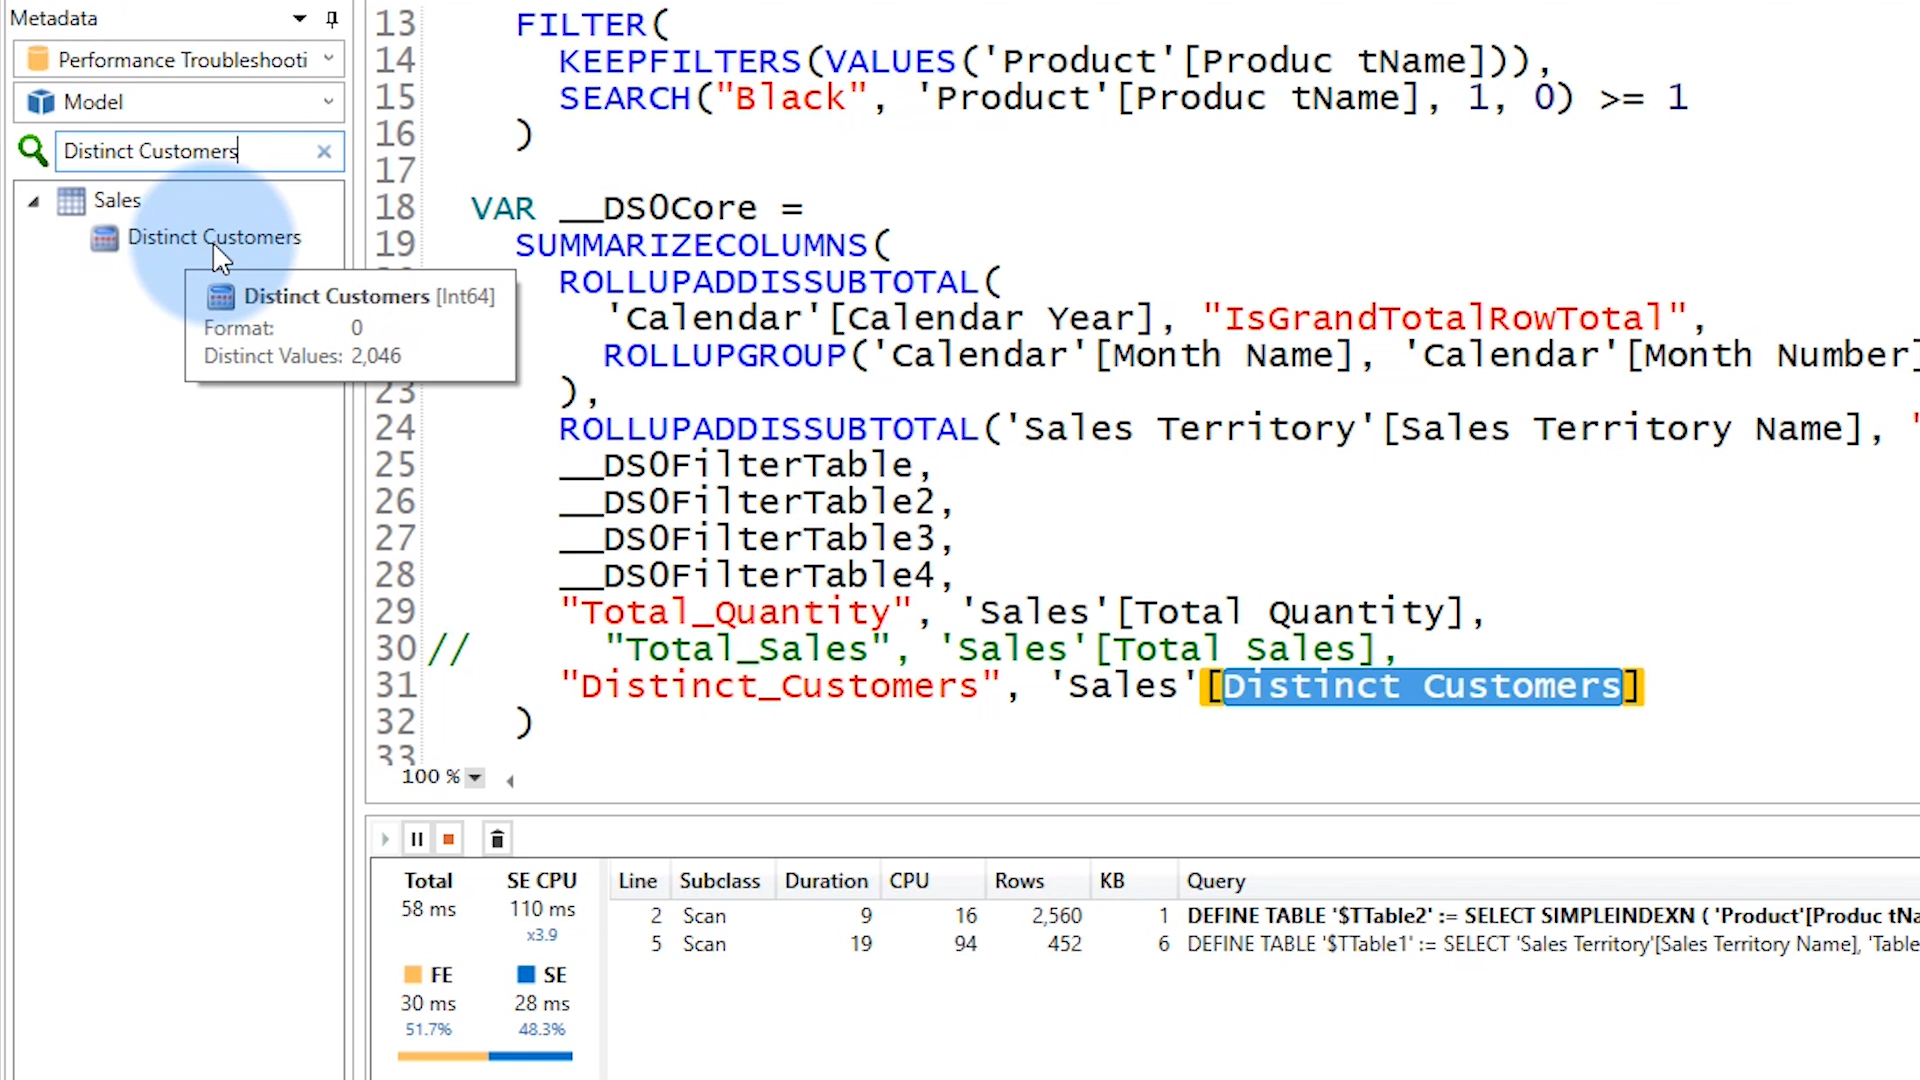 Metadata
Performance Troubleshooti
Model
Distinct Customers
Sales
Distinct Customers
Distinct Customers [Int64]
Format: 0
Distinct Values: 2,046
13 FILTER(
14 KEEPFILTERS(VALUES('Product'[Produc tName])),
15 SEARCH("Black", 'Product'[Produc tName], 1, 0) >= 1
16 )
17
18 VAR __DS0Core =
19 SUMMARIZECOLUMNS(
ROLLUPADDISSUBTOTAL(
'Calendar'[Calendar Year], "IsGrandTotalRowTotal",
ROLLUPGROUP('Calendar'[Month Name], 'Calendar'[Month Number]
23 ),
24 ROLLUPADDISSUBTOTAL('Sales Territory'[Sales Territory Name], "
25 __DS0FilterTable,
26 __DS0FilterTable2,
27 __DS0FilterTable3,
28 __DS0FilterTable4,
29 "Total_Quantity", 'Sales'[Total Quantity],
30 // "Total_Sales", 'Sales'[Total Sales],
31 "Distinct_Customers", 'Sales'[Distinct Customers]
32 )
33
100 %
Total SE CPU
58 ms 110 ms
x3.9
FE SE
30 ms 28 ms
51.7% 48.3%
Line Subclass Duration CPU Rows KB Query
2 Scan 9 16 2,560 1 DEFINE TABLE '$TTable2' := SELECT SIMPLEINDEXN ( 'Product'[Produc tNa
5 Scan 19 94 452 6 DEFINE TABLE '$TTable1' := SELECT 'Sales Territory'[Sales Territory Name], 'Table